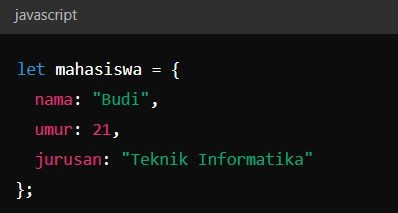 javascript
let mahasiswa = {
  nama: "Budi",
  umur: 21,
  jurusan: "Teknik Informatika"
};